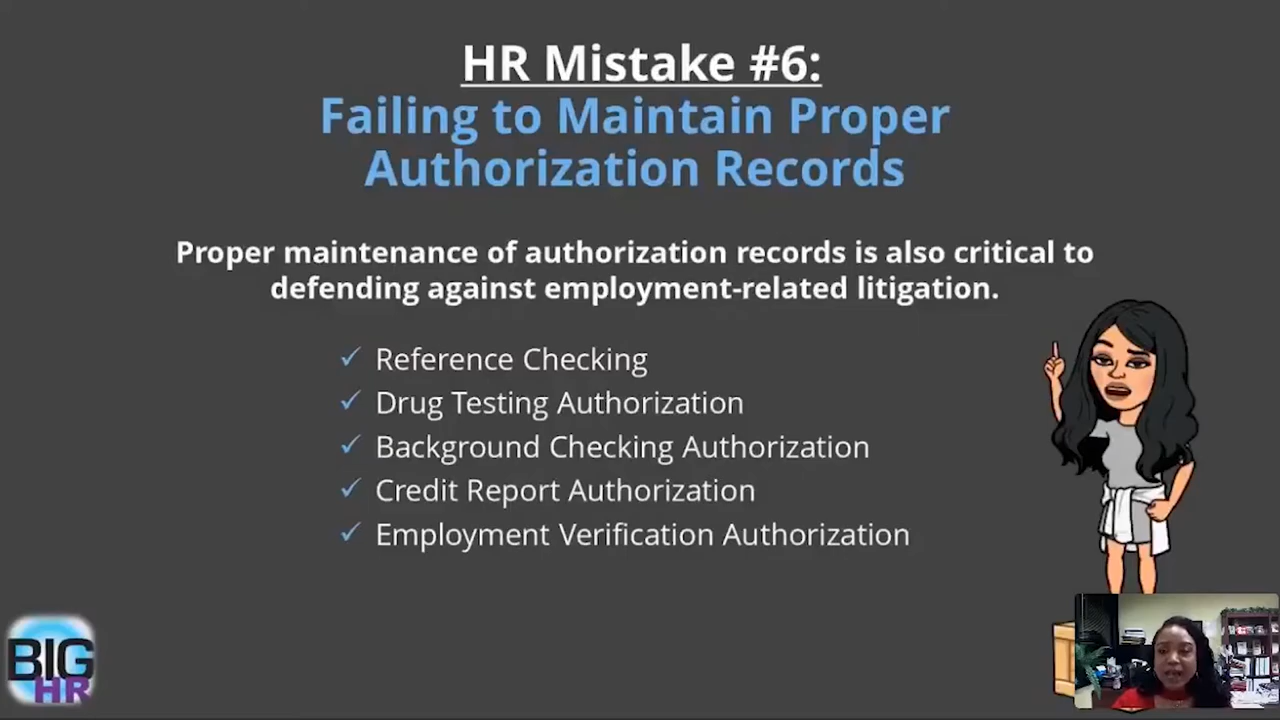 HR Mistake #6:
Failing to Maintain Proper
Authorization Records
Proper maintenance of authorization records is also critical to
defending against employment-related litigation.
✓ Reference Checking
✓ Drug Testing Authorization
✓ Background Checking Authorization
✓ Credit Report Authorization
✓ Employment Verification Authorization
BIG
HR